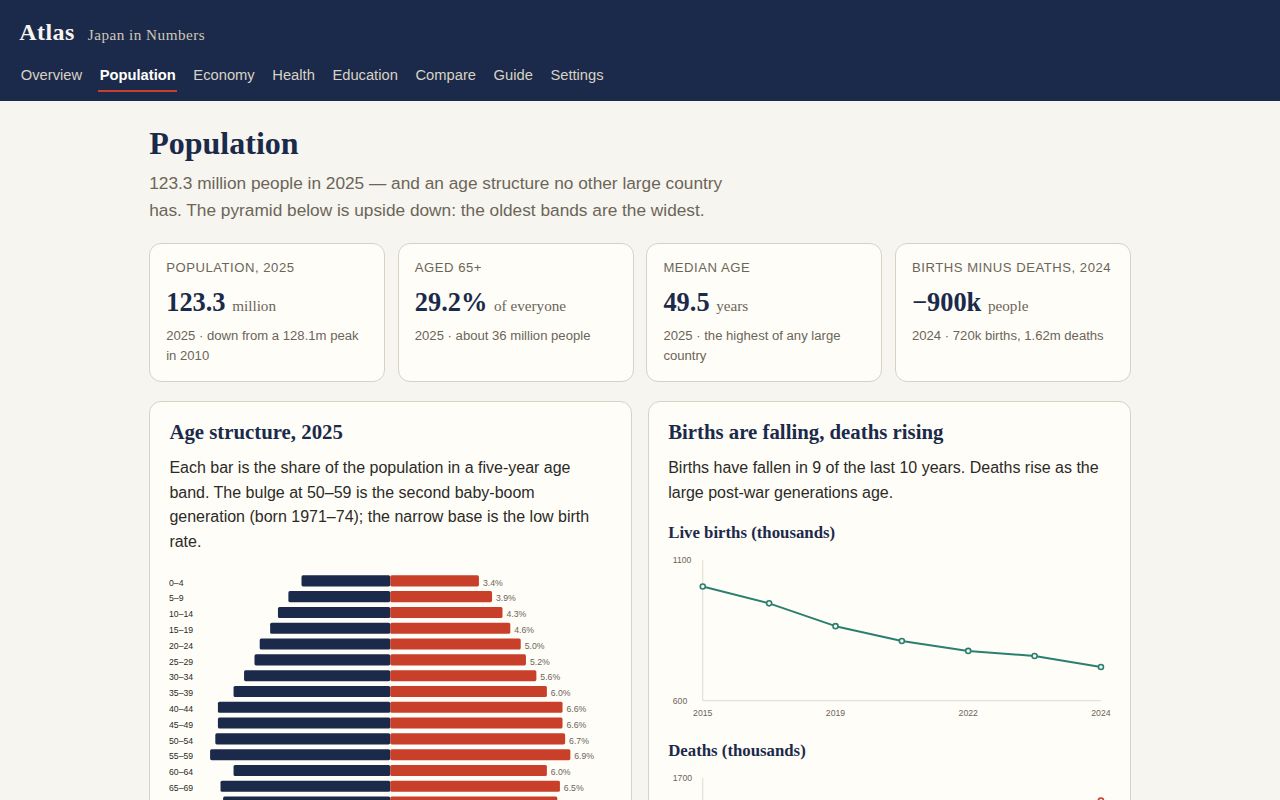 Atlas Japan in Numbers
Overview Population Economy Health Education Compare Guide Settings
Population
123.3 million people in 2025 — and an age structure no other large country
has. The pyramid below is upside down: the oldest bands are the widest.
POPULATION, 2025
123.3 million
2025 · down from a 128.1m peak
in 2010
AGED 65+
29.2% of everyone
2025 · about 36 million people
MEDIAN AGE
49.5 years
2025 · the highest of any large
country
BIRTHS MINUS DEATHS, 2024
−900k people
2024 · 720k births, 1.62m deaths
Age structure, 2025
Each bar is the share of the population in a five-year age
band. The bulge at 50–59 is the second baby-boom
generation (born 1971–74); the narrow base is the low birth
rate.
0–4 3.4%
5–9 3.9%
10–14 4.3%
15–19 4.6%
20–24 5.0%
25–29 5.2%
30–34 5.6%
35–39 6.0%
40–44 6.6%
45–49 6.6%
50–54 6.7%
55–59 6.9%
60–64 6.0%
65–69 6.5%
Births are falling, deaths rising
Births have fallen in 9 of the last 10 years. Deaths rise as the
large post-war generations age.
Live births (thousands)
1100
600
2015 2019 2022 2024
Deaths (thousands)
1700